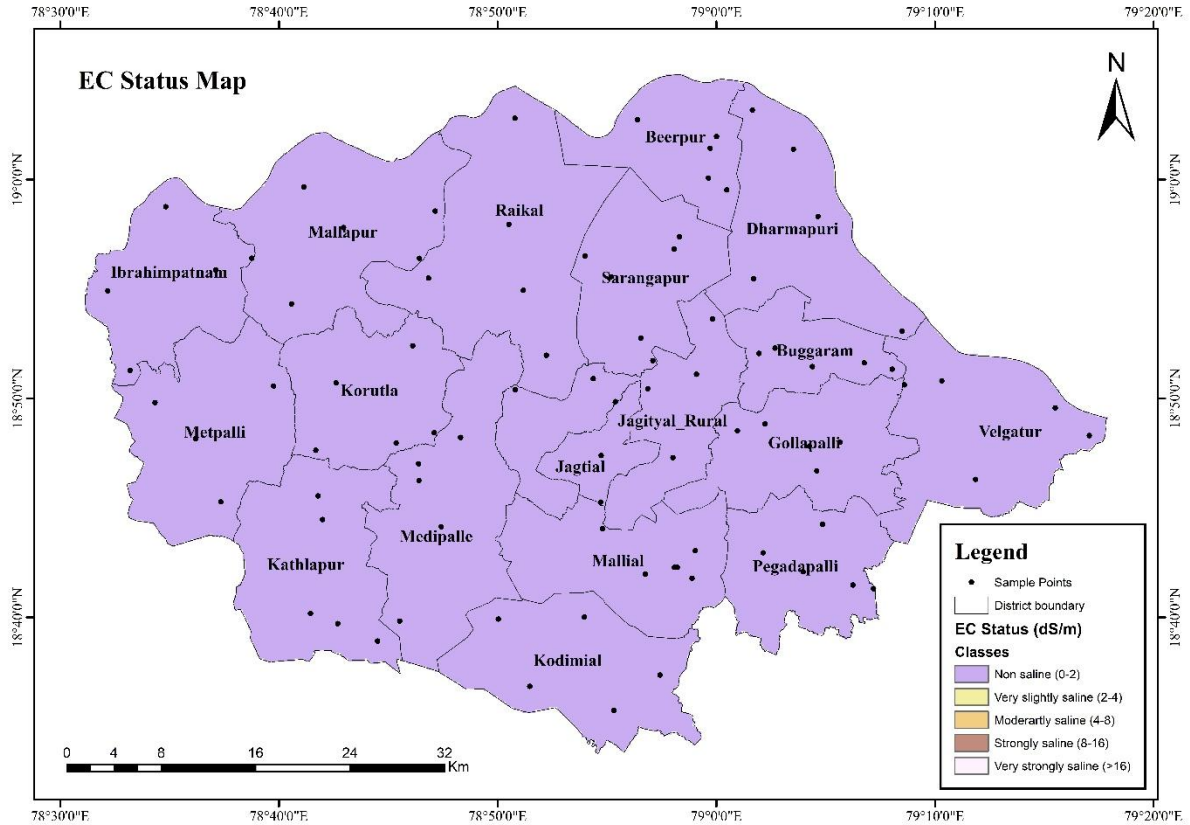 78°30'0"E 78°40'0"E 78°50'0"E 79°0'0"E 79°10'0"E 79°20'0"E
EC Status Map
N
Beerpur
19°0'0"N
19°0'0"N
Raikal
Mallapur
Dharmapuri
Ibrahimpatnam
Sarangapur
Buggaram
Korutla
18°50'0"N
18°50'0"N
Jagityal_Rural
Metpalli
Velgatur
Gollapalli
Jagtial
Medipalle
Mallial
Kathlapur
Pegadapalli
18°40'0"N
18°40'0"N
Kodimial
Legend
Sample Points
District boundary
EC Status (dS/m)
Classes
Non saline (0-2)
Very slightly saline (2-4)
Moderartly saline (4-8)
Strongly saline (8-16)
Very strongly saline (>16)
0 4 8 16 24 32
Km
78°30'0"E 78°40'0"E 78°50'0"E 79°0'0"E 79°10'0"E 79°20'0"E